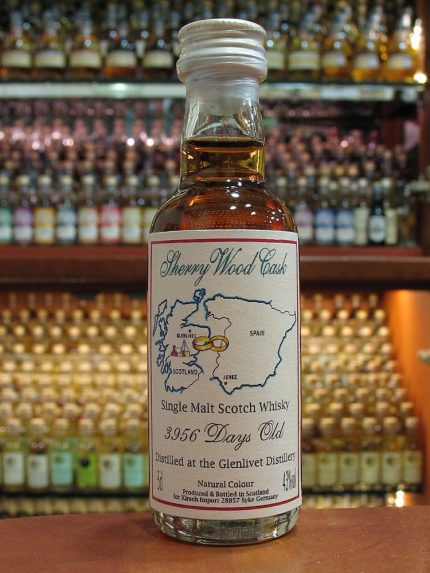 Sherry Wood Cask
GLENLIVET
SPAIN
SCOTLAND
JEREZ
Single Malt Scotch Whisky
3956 Days Old
Distilled at the Glenlivet Distillery
5cl Natural Colour 43%vol
Produced & Bottled in Scotland
for Kirsch Import 28857 Syke Germany